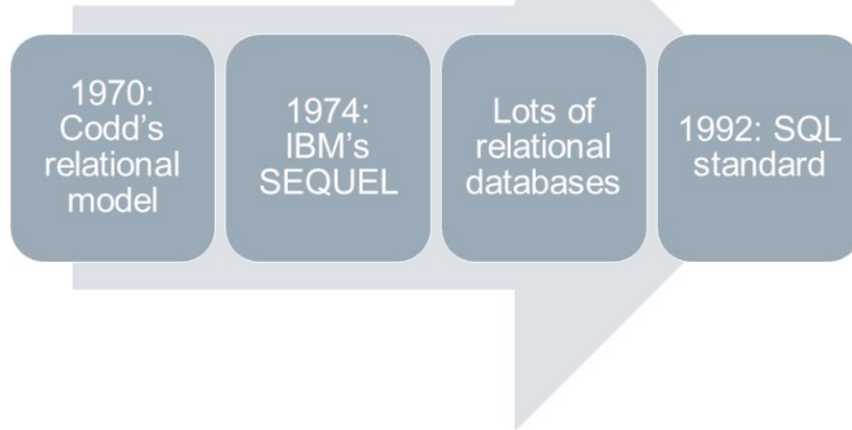 1970:
Codd's
relational
model
1974:
IBM's
SEQUEL
Lots of
relational
databases
1992: SQL
standard